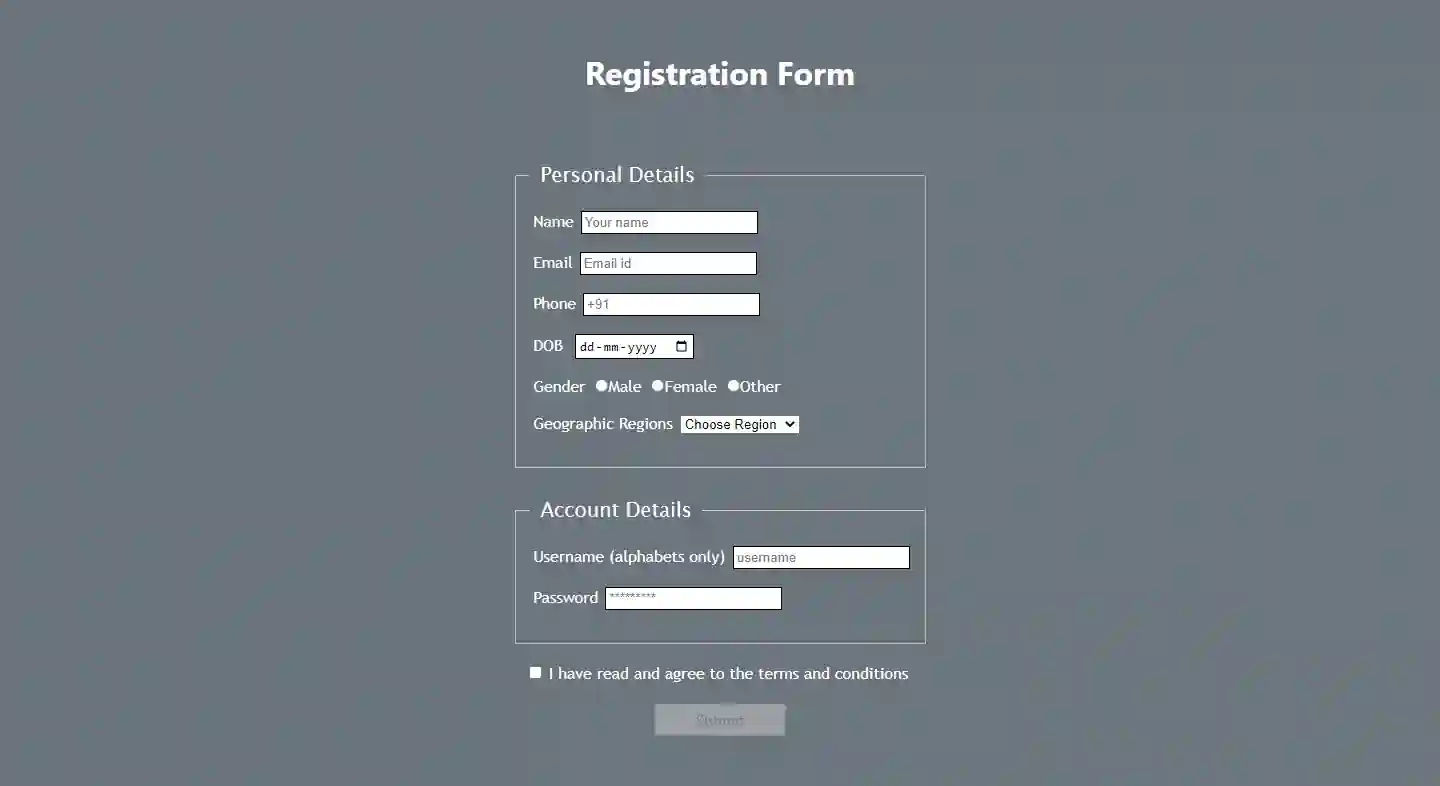 Registration Form
Personal Details
Name Your name
Email Email id
Phone +91
DOB dd-mm-yyyy
Gender Male Female Other
Geographic Regions Choose Region
Account Details
Username (alphabets only) username
Password *********
I have read and agree to the terms and conditions
Submit